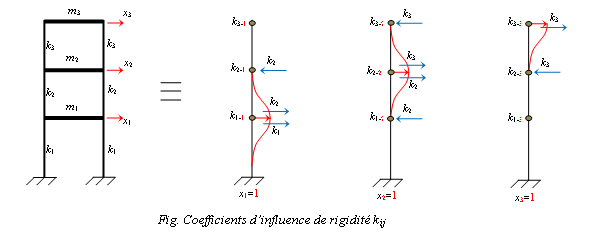 m3 x3
k3 k3
m2 x2
k2 k2
m1 x1
k1 k1
k3-1
k2-1 k2
k1-1 k2
k1
x1=1
k3-2 k3
k2-2 k3
k2
k1-2 k2
x2=1
k3-3 k3
k2-3 k3
k1-3
x3=1
Fig. Coefficients d'influence de rigidité kij